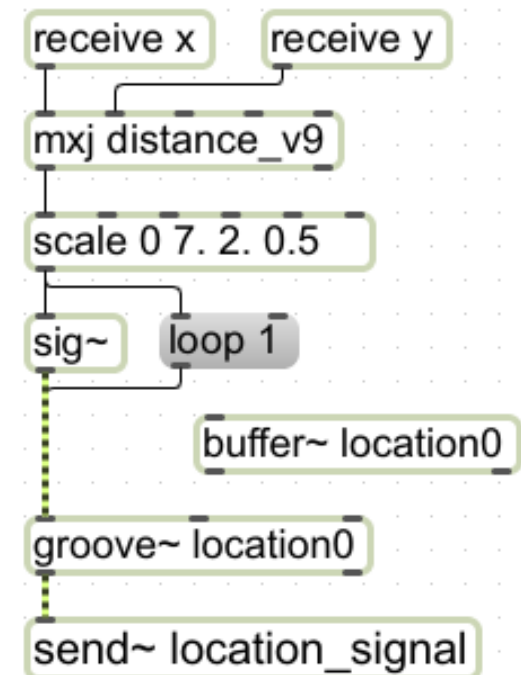 receive x
receive y
mxj distance_v9
scale 0 7. 2. 0.5
sig~
loop 1
buffer~ location0
groove~ location0
send~ location_signal